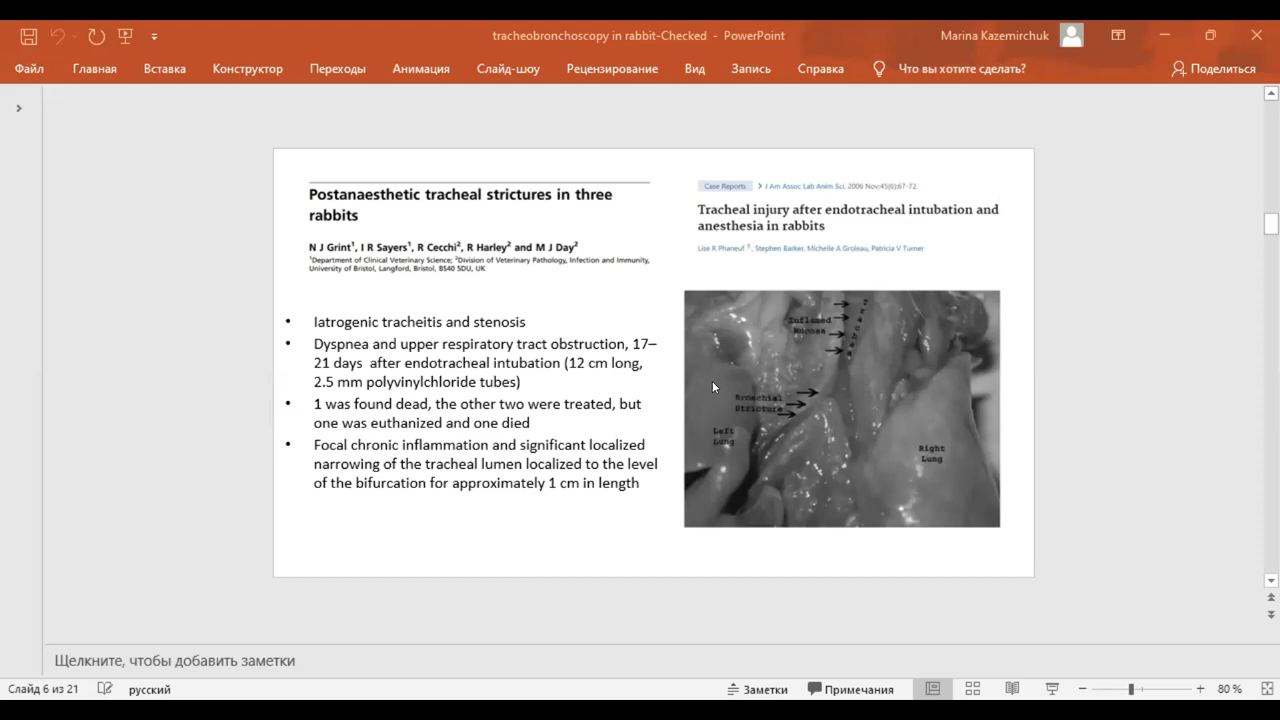 tracheobronchoscopy in rabbit-Checked - PowerPoint
Marina Kazemirchuk
Файл Главная Вставка Конструктор Переходы Анимация Слайд-шоу Рецензирование Вид Запись Справка Что вы хотите сделать? Поделиться
Postanaesthetic tracheal strictures in three
rabbits
N J Grint¹, I R Sayers¹, R Cecchi², R Harley² and M J Day²
¹Department of Clinical Veterinary Science; ²Division of Veterinary Pathology, Infection and Immunity,
University of Bristol, Langford, Bristol, BS40 5DU, UK
• Iatrogenic tracheitis and stenosis
• Dyspnea and upper respiratory tract obstruction, 17–
21 days after endotracheal intubation (12 cm long,
2.5 mm polyvinylchloride tubes)
• 1 was found dead, the other two were treated, but
one was euthanized and one died
• Focal chronic inflammation and significant localized
narrowing of the tracheal lumen localized to the level
of the bifurcation for approximately 1 cm in length
Case Reports > J Am Assoc Lab Anim Sci. 2006 Nov;45(6):67-72.
Tracheal injury after endotracheal intubation and
anesthesia in rabbits
Lise R Phaneuf, Stephen Barker, Michelle A Groleau, Patricia V Turner
Inflamed
Mucosa
Trachea
Bronchial
Stricture
Left
Lung
Right
Lung
Щелкните, чтобы добавить заметки
Слайд 6 из 21 русский Заметки Примечания 80 %